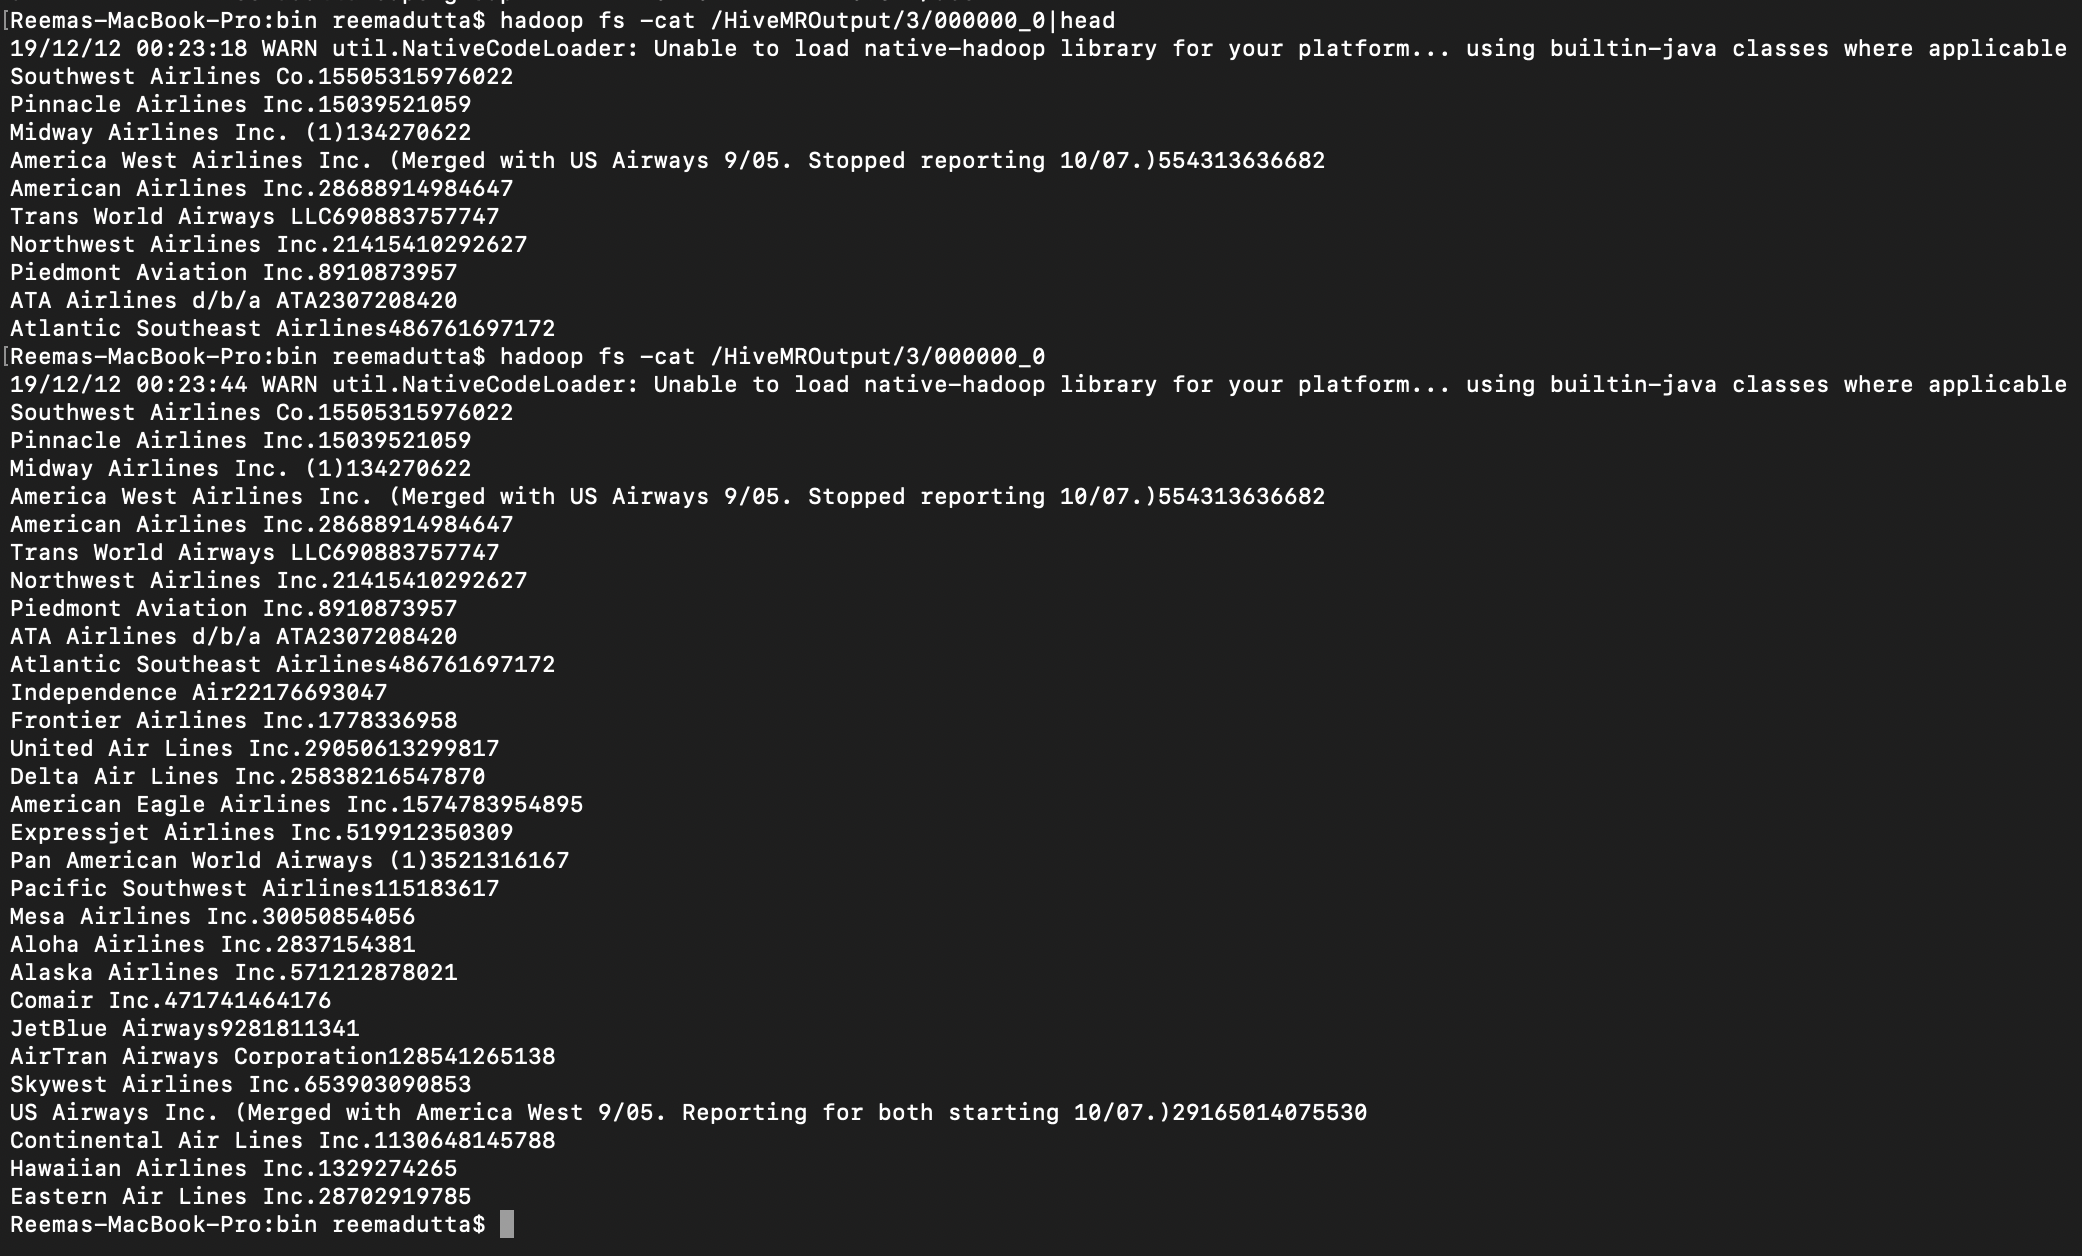 [Reemas-MacBook-Pro:bin reemadutta$ hadoop fs -cat /HiveMROutput/3/000000_0|head
19/12/12 00:23:18 WARN util.NativeCodeLoader: Unable to load native-hadoop library for your platform... using builtin-java classes where applicable
Southwest Airlines Co.15505315976022
Pinnacle Airlines Inc.15039521059
Midway Airlines Inc. (1)134270622
America West Airlines Inc. (Merged with US Airways 9/05. Stopped reporting 10/07.)554313636682
American Airlines Inc.28688914984647
Trans World Airways LLC690883757747
Northwest Airlines Inc.21415410292627
Piedmont Aviation Inc.8910873957
ATA Airlines d/b/a ATA2307208420
Atlantic Southeast Airlines486761697172
[Reemas-MacBook-Pro:bin reemadutta$ hadoop fs -cat /HiveMROutput/3/000000_0
19/12/12 00:23:44 WARN util.NativeCodeLoader: Unable to load native-hadoop library for your platform... using builtin-java classes where applicable
Southwest Airlines Co.15505315976022
Pinnacle Airlines Inc.15039521059
Midway Airlines Inc. (1)134270622
America West Airlines Inc. (Merged with US Airways 9/05. Stopped reporting 10/07.)554313636682
American Airlines Inc.28688914984647
Trans World Airways LLC690883757747
Northwest Airlines Inc.21415410292627
Piedmont Aviation Inc.8910873957
ATA Airlines d/b/a ATA2307208420
Atlantic Southeast Airlines486761697172
Independence Air22176693047
Frontier Airlines Inc.1778336958
United Air Lines Inc.29050613299817
Delta Air Lines Inc.25838216547870
American Eagle Airlines Inc.1574783954895
Expressjet Airlines Inc.519912350309
Pan American World Airways (1)3521316167
Pacific Southwest Airlines115183617
Mesa Airlines Inc.30050854056
Aloha Airlines Inc.2837154381
Alaska Airlines Inc.571212878021
Comair Inc.471741464176
JetBlue Airways9281811341
AirTran Airways Corporation128541265138
Skywest Airlines Inc.653903090853
US Airways Inc. (Merged with America West 9/05. Reporting for both starting 10/07.)29165014075530
Continental Air Lines Inc.1130648145788
Hawaiian Airlines Inc.1329274265
Eastern Air Lines Inc.28702919785
Reemas-MacBook-Pro:bin reemadutta$